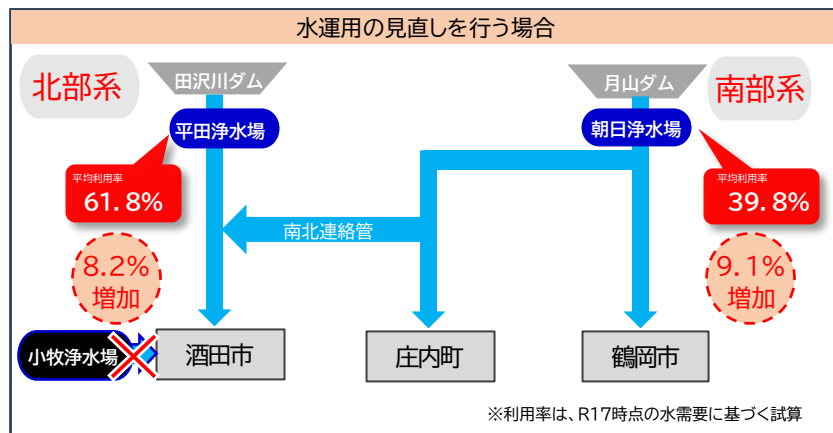 水運用の見直しを行う場合
北部系
田沢川ダム
月山ダム
南部系
平田浄水場
朝日浄水場
平均利用率
61.8%
平均利用率
39.8%
南北連絡管
8.2%
増加
9.1%
増加
小牧浄水場
酒田市
庄内町
鶴岡市
※利用率は、R17時点の水需要に基づく試算